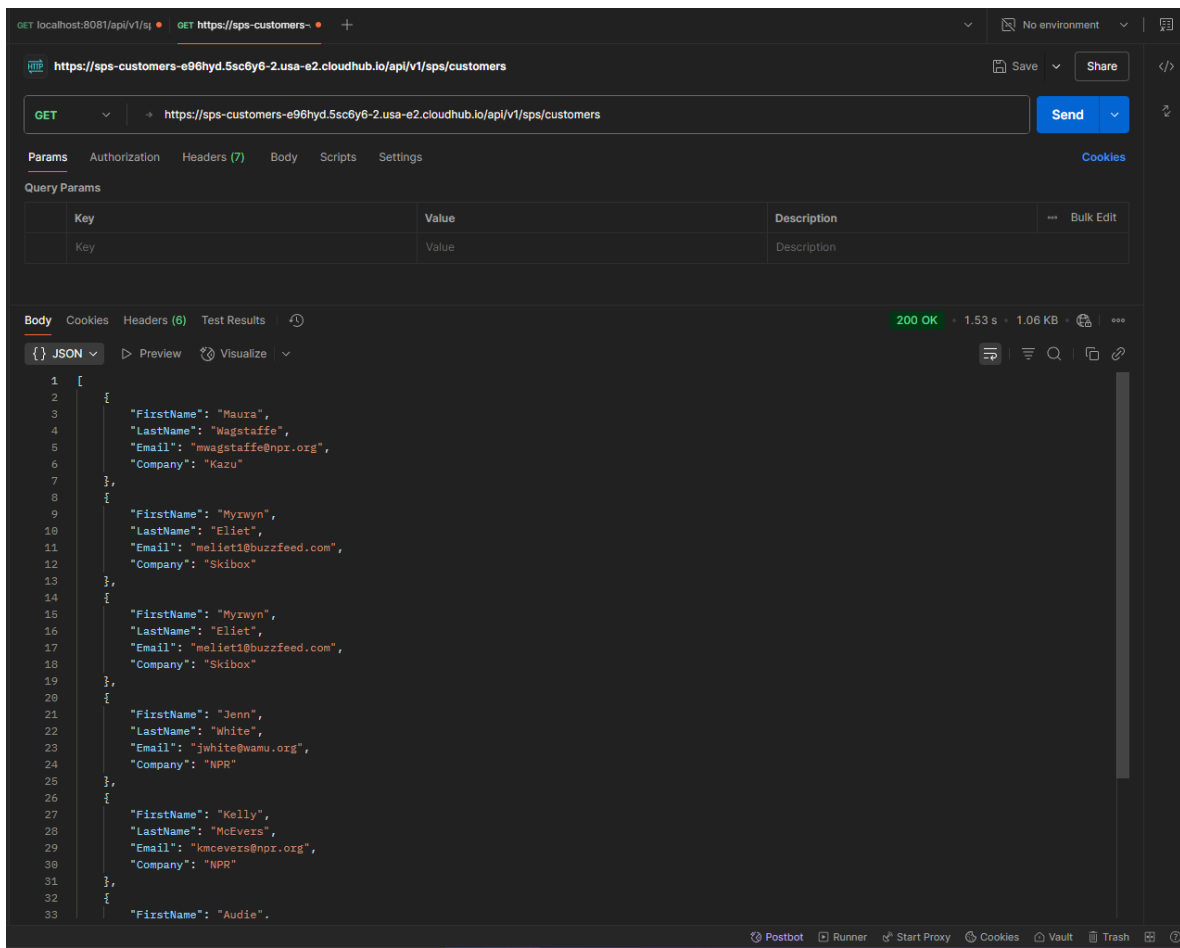 GET localhost:8081/api/v1/s GET https://sps-customers- No environment
HTTP https://sps-customers-e96hyd.5sc6y6-2.usa-e2.cloudhub.io/api/v1/sps/customers Save Share
GET https://sps-customers-e96hyd.5sc6y6-2.usa-e2.cloudhub.io/api/v1/sps/customers Send
Params Authorization Headers (7) Body Scripts Settings Cookies
Query Params
Key Value Description Bulk Edit
Key Value Description
Body Cookies Headers (6) Test Results 200 OK 1.53 s 1.06 KB
{} JSON Preview Visualize
1 [
2 {
3 "FirstName": "Maura",
4 "LastName": "Wagstaffe",
5 "Email": "mwagstaffe@npr.org",
6 "Company": "Kazu"
7 },
8 {
9 "FirstName": "Myrwyn",
10 "LastName": "Eliet",
11 "Email": "meliet1@buzzfeed.com",
12 "Company": "Skibox"
13 },
14 {
15 "FirstName": "Myrwyn",
16 "LastName": "Eliet",
17 "Email": "meliet1@buzzfeed.com",
18 "Company": "Skibox"
19 },
20 {
21 "FirstName": "Jenn",
22 "LastName": "White",
23 "Email": "jwhite@wamu.org",
24 "Company": "NPR"
25 },
26 {
27 "FirstName": "Kelly",
28 "LastName": "McEvers",
29 "Email": "kmcevers@npr.org",
30 "Company": "NPR"
31 },
32 {
33 "FirstName": "Audie",
Postbot Runner Start Proxy Cookies Vault Trash